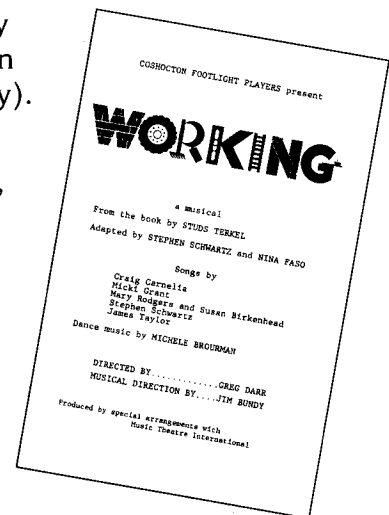 y
n
y).
,
COSHOCTON FOOTLIGHT PLAYERS present
WORKING
a musical
From the book by STUDS TERKEL
Adapted by STEPHEN SCHWARTZ and NINA FASO
Songs by
Craig Carnelia
Micki Grant
Mary Rodgers and Susan Birkenhead
Stephen Schwartz
James Taylor
Dance music by MICHELE BROURMAN
DIRECTED BY.............GREG DARR
MUSICAL DIRECTION BY....JIM BUNDY
Produced by special arrangements with
Music Theatre International